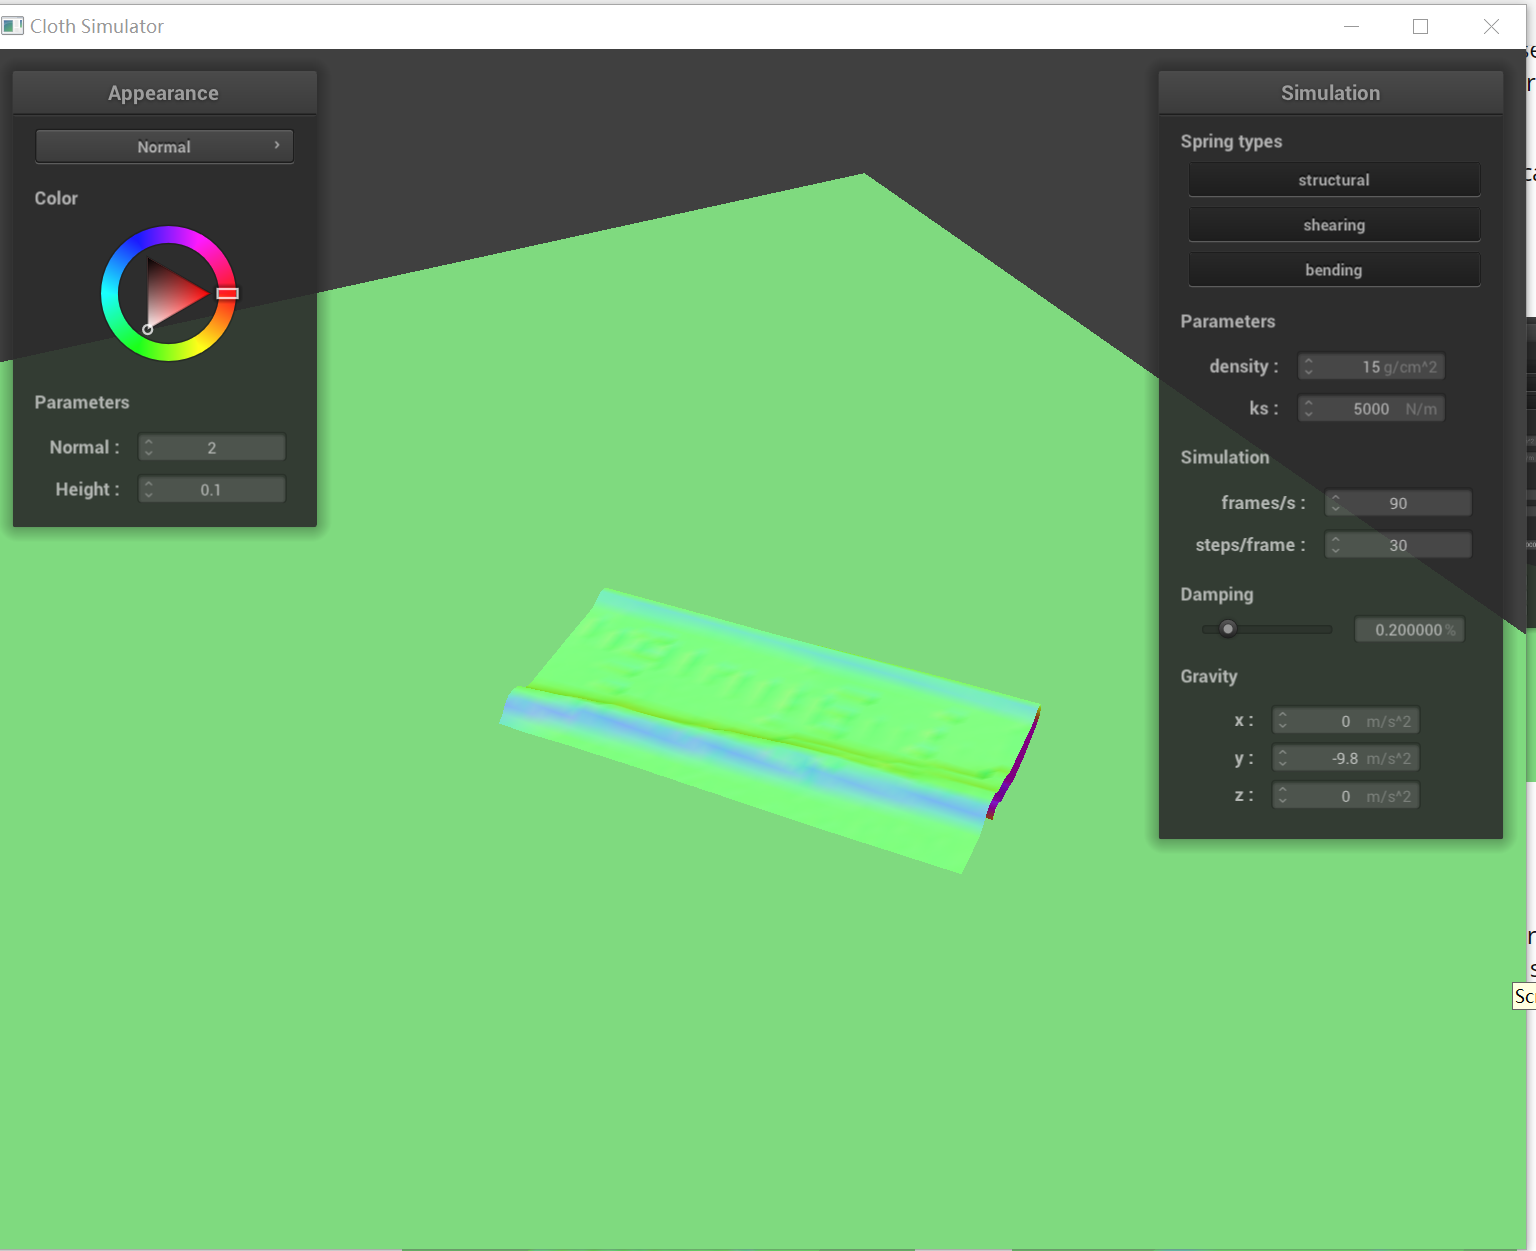 Cloth Simulator
Appearance
Normal
Color
Parameters
Normal :
2
Height :
0.1
Simulation
Spring types
structural
shearing
bending
Parameters
density :
15 g/cm^2
ks :
5000 N/m
Simulation
frames/s :
90
steps/frame :
30
Damping
0.200000 %
Gravity
x :
0 m/s^2
y :
-9.8 m/s^2
z :
0 m/s^2